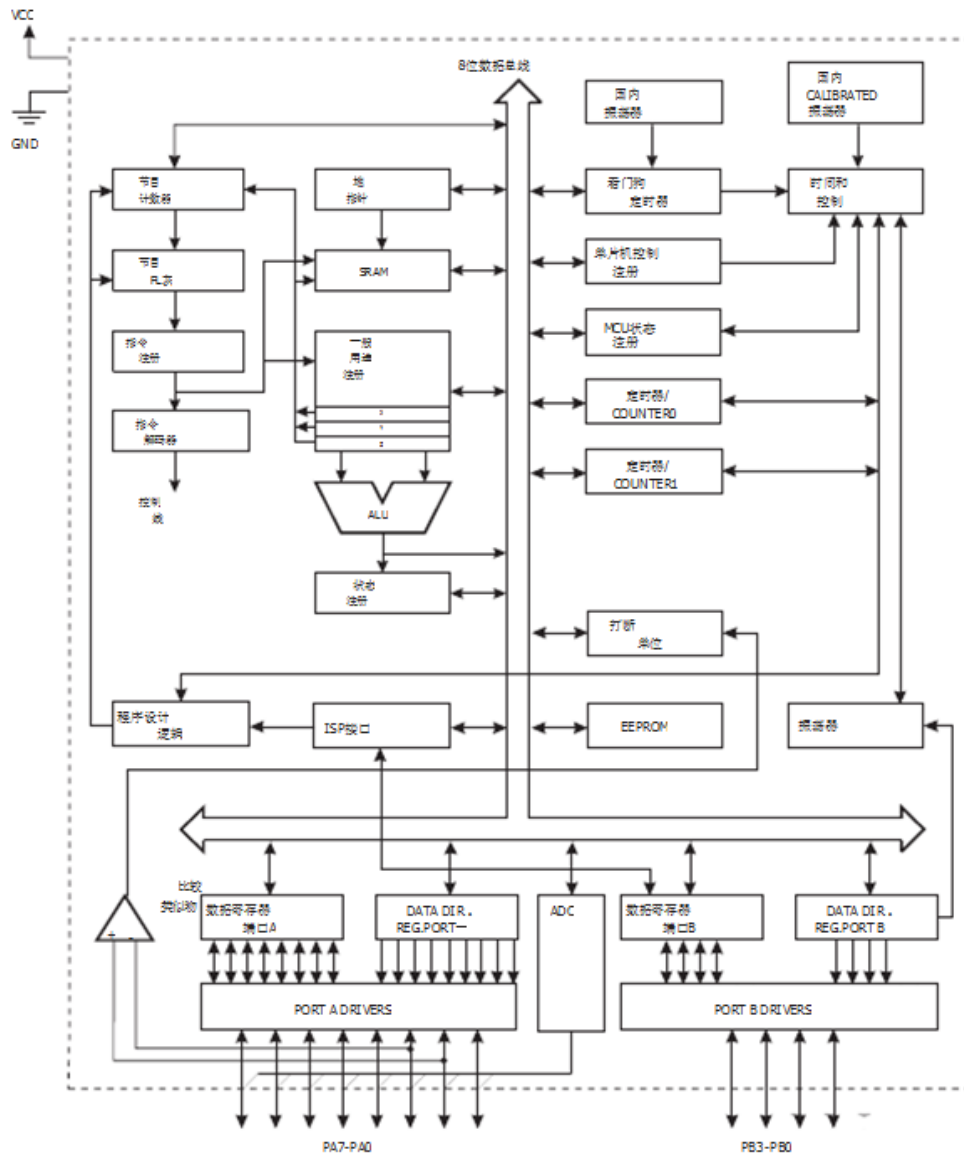 VCC
GND
8位数据总线
国内
振荡器
国内
CALIBRATED
振荡器
节目
计数器
地
指针
看门狗
定时器
时间和
控制
节目
FL灰
SRAM
单片机控制
注册
指令
注册
一般
用途
注册
MCU状态
注册
指令
解码器
定时器/
COUNTER0
控制
线
ALU
定时器/
COUNTER1
状态
注册
打断
单位
程序设计
逻辑
ISP接口
EEPROM
振荡器
比较
类似物
+ -
数据寄存器
端口A
DATA DIR.
REG.PORT一
ADC
数据寄存器
端口B
DATA DIR.
REG.PORT B
PORT A DRIVERS
PORT B DRIVERS
PA7-PA0
PB3-PB0